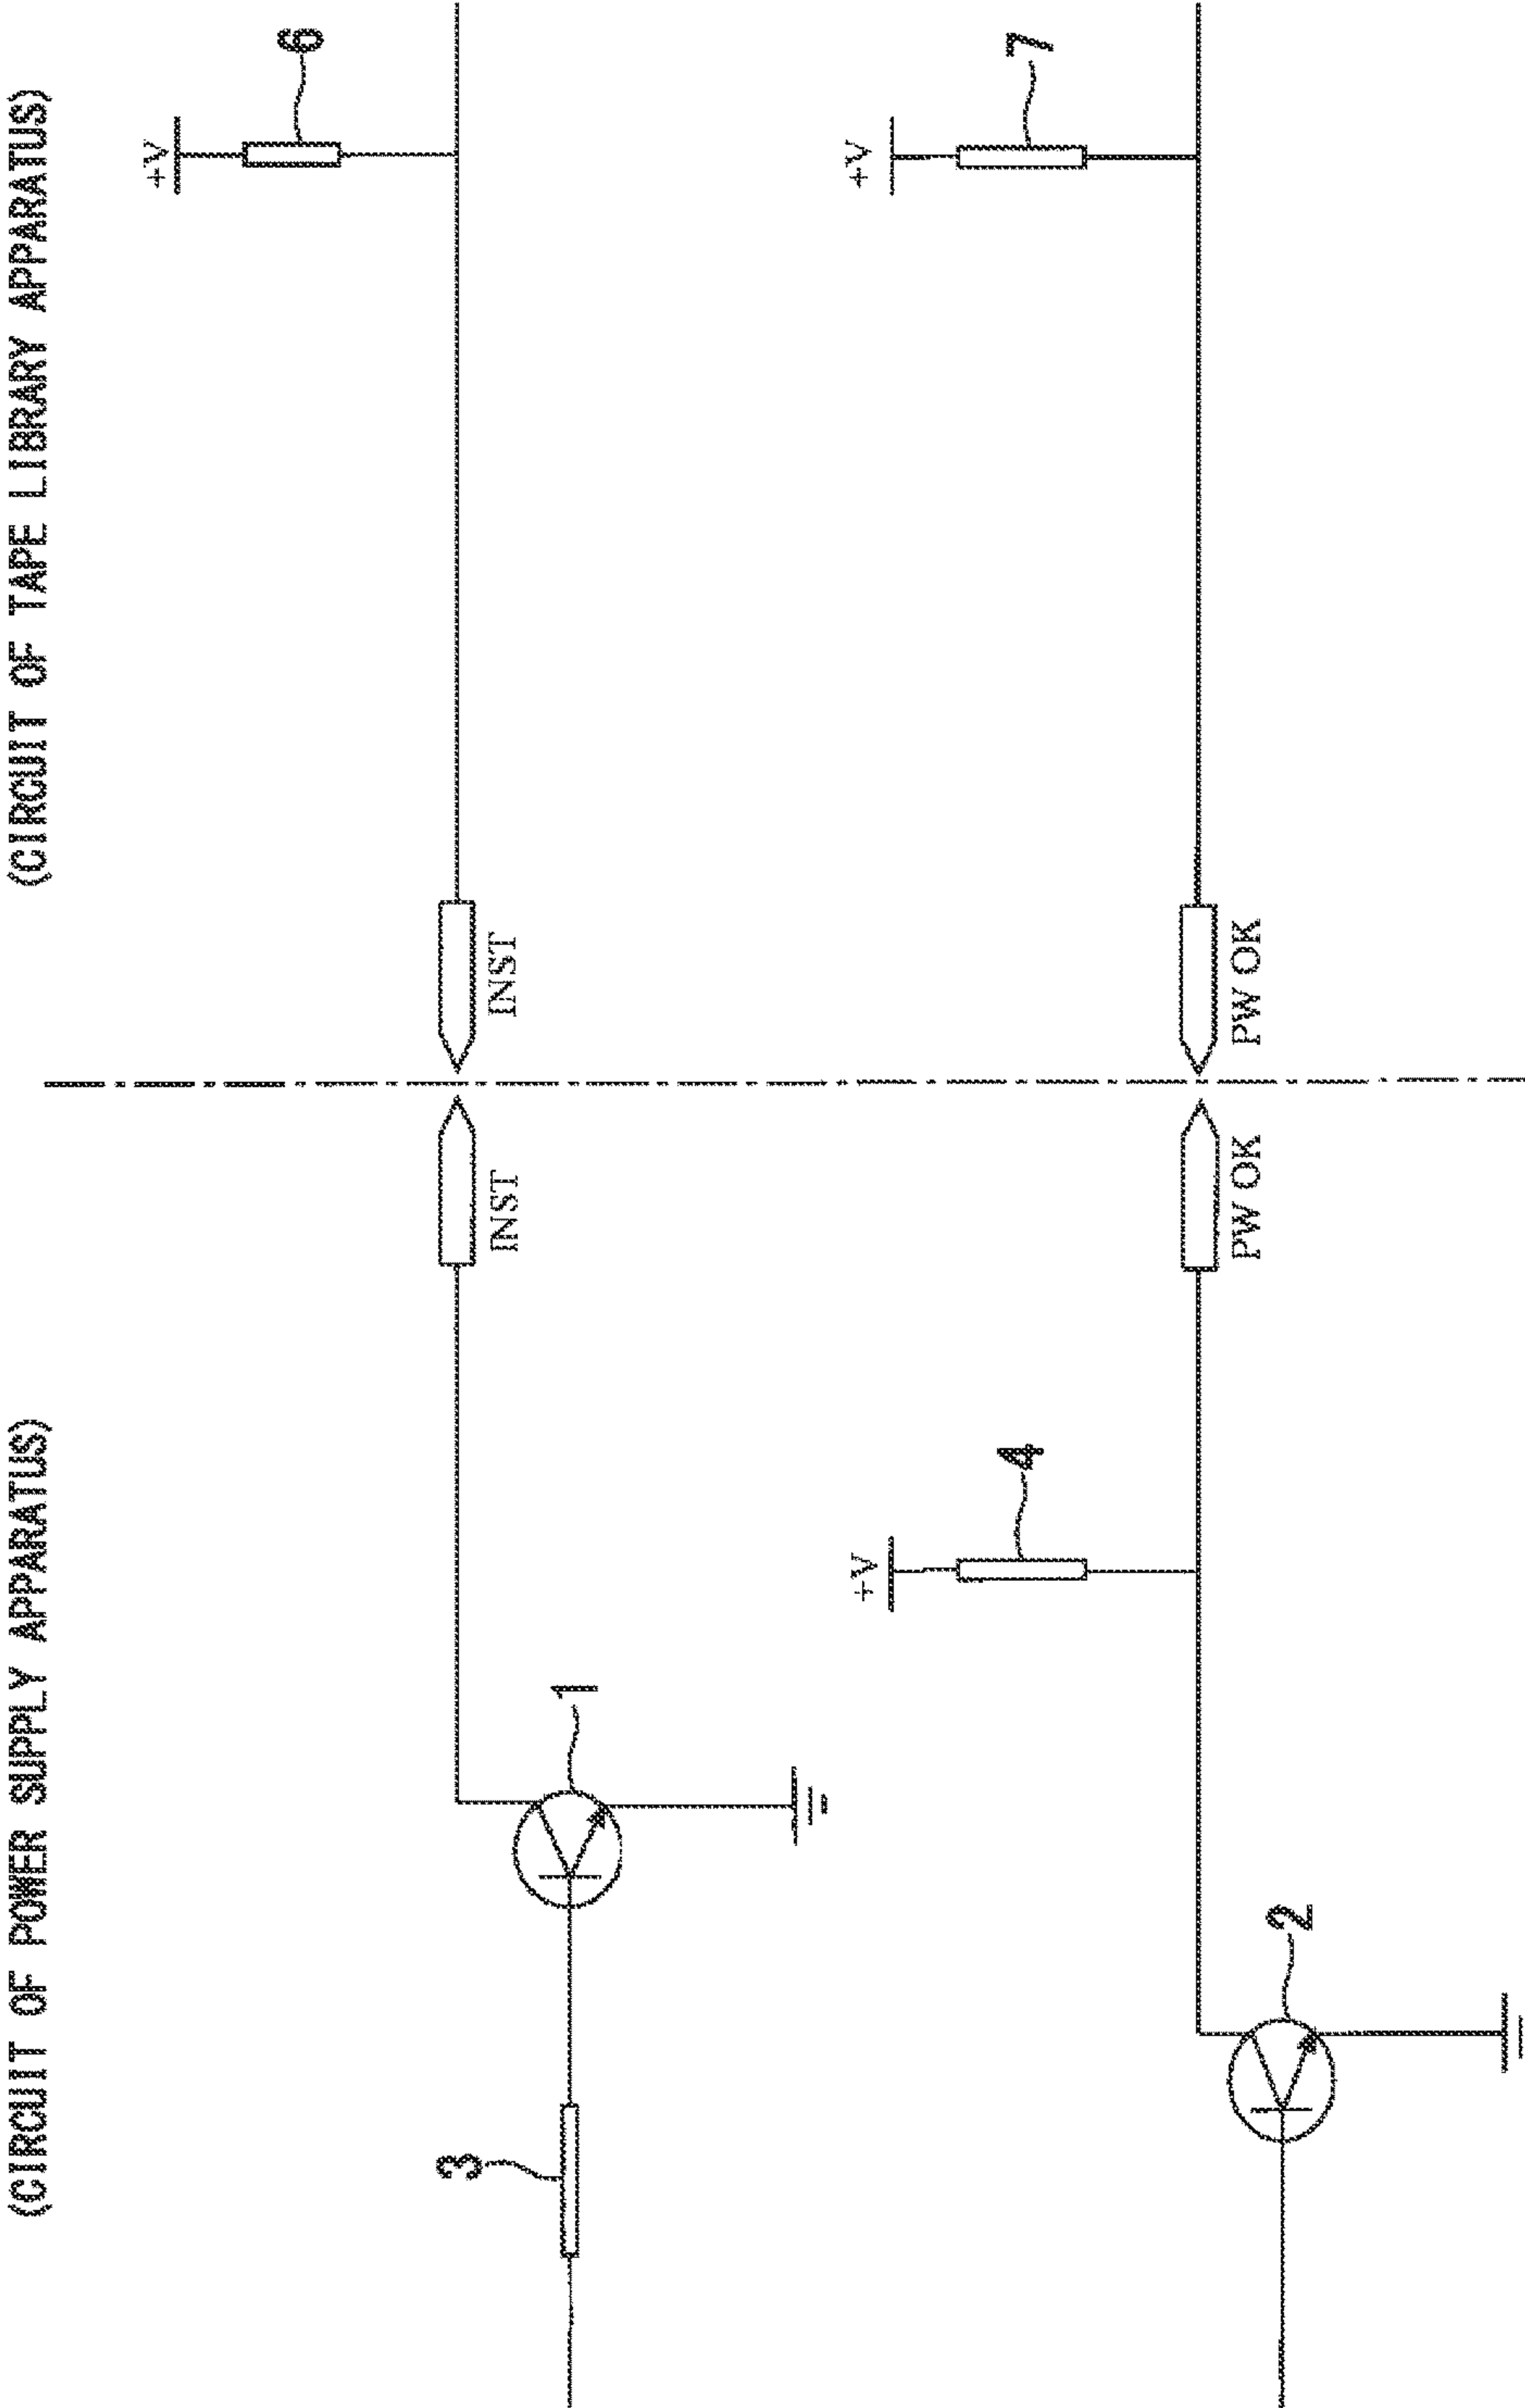 (CIRCUIT OF POWER SUPPLY APPARATUS)
(CIRCUIT OF TAPE LIBRARY APPARATUS)
+V
6
INST
INST
1
3
+V
4
+V
7
PW OK
PW OK
2